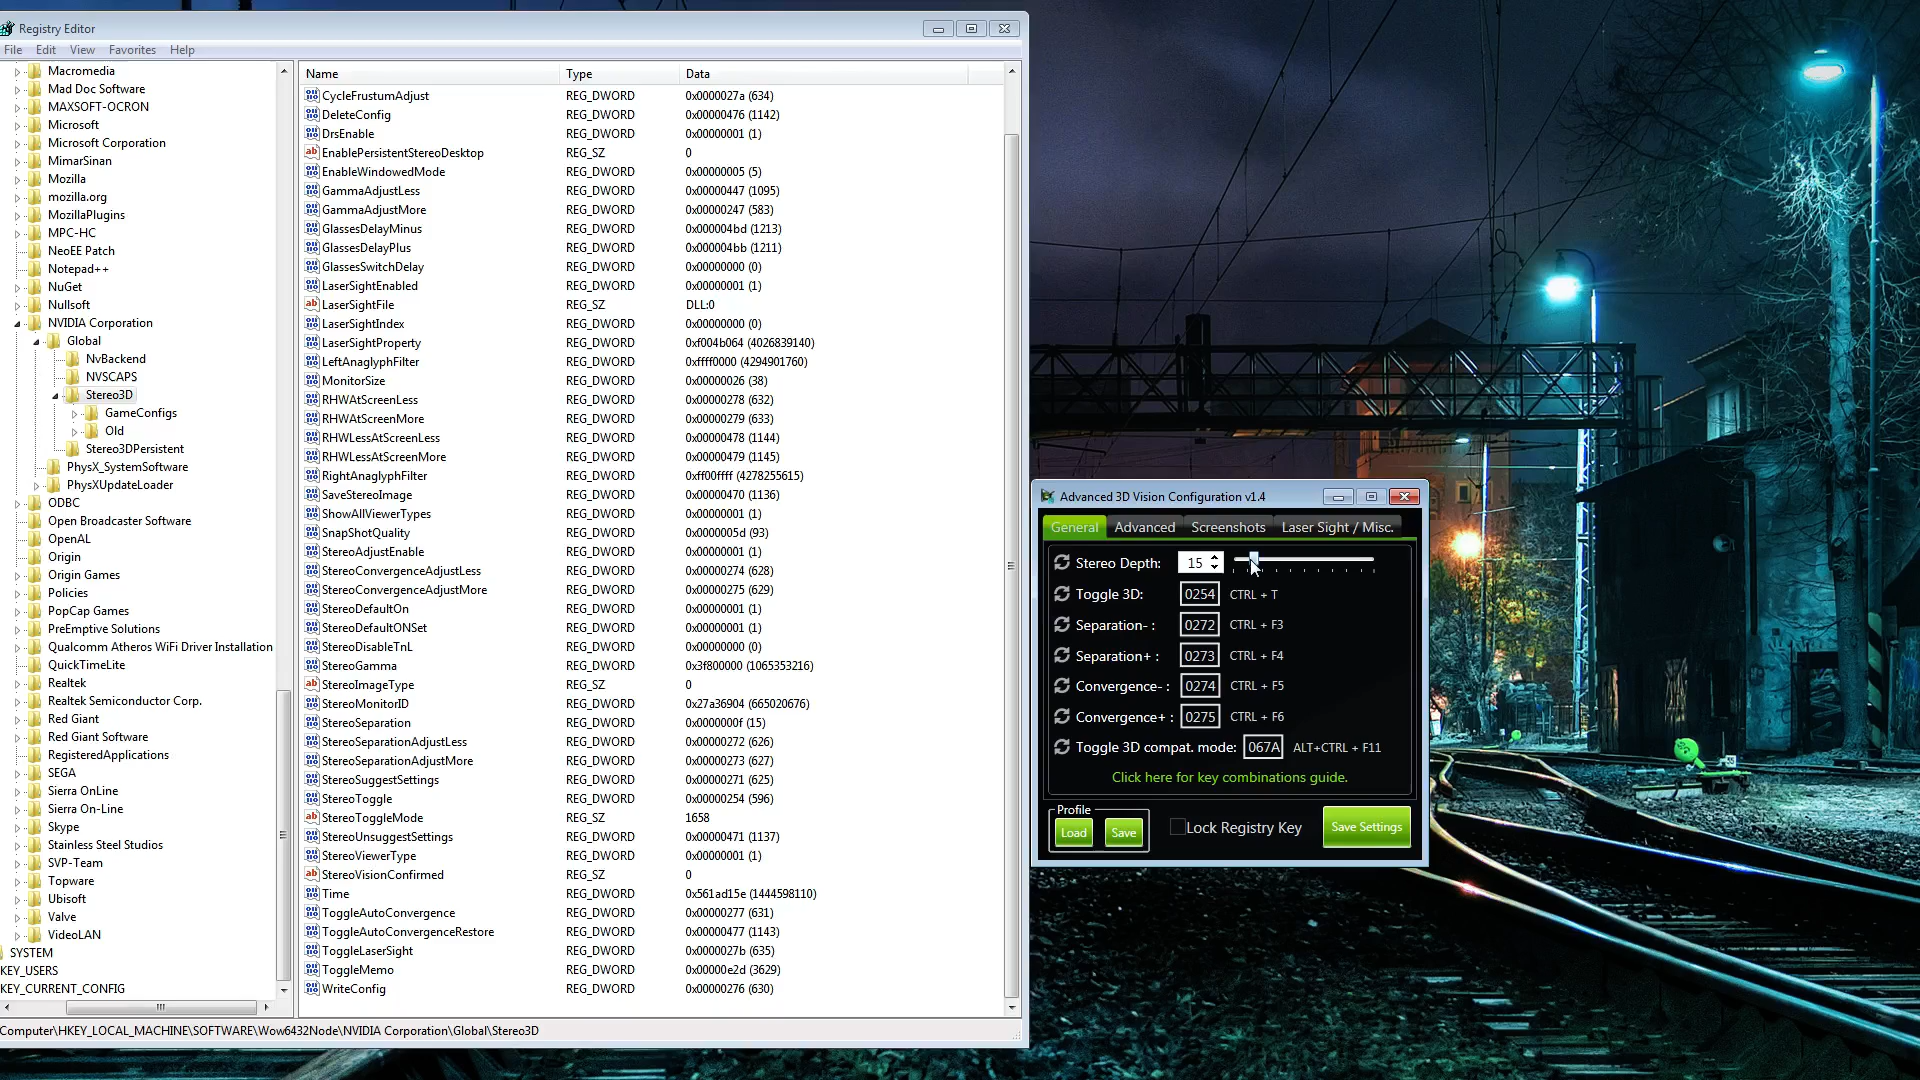 Registry Editor
File Edit View Favorites Help
Macromedia
Mad Doc Software
MAXSOFT-OCRON
Microsoft
Microsoft Corporation
MimarSinan
Mozilla
mozilla.org
MozillaPlugins
MPC-HC
NeoEE Patch
Notepad++
NuGet
Nullsoft
NVIDIA Corporation
Global
NvBackend
NVSCAPS
Stereo3D
GameConfigs
Old
Stereo3DPersistent
PhysX_SystemSoftware
PhysXUpdateLoader
ODBC
Open Broadcaster Software
OpenAL
Origin
Origin Games
Policies
PopCap Games
PreEmptive Solutions
Qualcomm Atheros WiFi Driver Installation
QuickTimeLite
Realtek
Realtek Semiconductor Corp.
Red Giant
Red Giant Software
RegisteredApplications
SEGA
Sierra OnLine
Sierra On-Line
Skype
Stainless Steel Studios
SVP-Team
Topware
Ubisoft
Valve
VideoLAN
SYSTEM
KEY_USERS
KEY_CURRENT_CONFIG
Name Type Data
CycleFrustumAdjust REG_DWORD 0x0000027a (634)
DeleteConfig REG_DWORD 0x00000476 (1142)
DrsEnable REG_DWORD 0x00000001 (1)
EnablePersistentStereoDesktop REG_SZ 0
EnableWindowedMode REG_DWORD 0x00000005 (5)
GammaAdjustLess REG_DWORD 0x00000447 (1095)
GammaAdjustMore REG_DWORD 0x00000247 (583)
GlassesDelayMinus REG_DWORD 0x000004bd (1213)
GlassesDelayPlus REG_DWORD 0x000004bb (1211)
GlassesSwitchDelay REG_DWORD 0x00000000 (0)
LaserSightEnabled REG_DWORD 0x00000001 (1)
LaserSightFile REG_SZ DLL:0
LaserSightIndex REG_DWORD 0x00000000 (0)
LaserSightProperty REG_DWORD 0xf004b064 (4026839140)
LeftAnaglyphFilter REG_DWORD 0xffff0000 (4294901760)
MonitorSize REG_DWORD 0x00000026 (38)
RHWAtScreenLess REG_DWORD 0x00000278 (632)
RHWAtScreenMore REG_DWORD 0x00000279 (633)
RHWLessAtScreenLess REG_DWORD 0x00000478 (1144)
RHWLessAtScreenMore REG_DWORD 0x00000479 (1145)
RightAnaglyphFilter REG_DWORD 0xff00ffff (4278255615)
SaveStereoImage REG_DWORD 0x00000470 (1136)
ShowAllViewerTypes REG_DWORD 0x00000001 (1)
SnapShotQuality REG_DWORD 0x0000005d (93)
StereoAdjustEnable REG_DWORD 0x00000001 (1)
StereoConvergenceAdjustLess REG_DWORD 0x00000274 (628)
StereoConvergenceAdjustMore REG_DWORD 0x00000275 (629)
StereoDefaultOn REG_DWORD 0x00000001 (1)
StereoDefaultONSet REG_DWORD 0x00000001 (1)
StereoDisableTnL REG_DWORD 0x00000000 (0)
StereoGamma REG_DWORD 0x3f800000 (1065353216)
StereoImageType REG_SZ 0
StereoMonitorID REG_DWORD 0x27a36904 (665020676)
StereoSeparation REG_DWORD 0x0000000f (15)
StereoSeparationAdjustLess REG_DWORD 0x00000272 (626)
StereoSeparationAdjustMore REG_DWORD 0x00000273 (627)
StereoSuggestSettings REG_DWORD 0x00000271 (625)
StereoToggle REG_DWORD 0x00000254 (596)
StereoToggleMode REG_SZ 1658
StereoUnsuggestSettings REG_DWORD 0x00000471 (1137)
StereoViewerType REG_DWORD 0x00000001 (1)
StereoVisionConfirmed REG_SZ 0
Time REG_DWORD 0x561ad15e (1444598110)
ToggleAutoConvergence REG_DWORD 0x00000277 (631)
ToggleAutoConvergenceRestore REG_DWORD 0x00000477 (1143)
ToggleLaserSight REG_DWORD 0x0000027b (635)
ToggleMemo REG_DWORD 0x00000e2d (3629)
WriteConfig REG_DWORD 0x00000276 (630)
Computer\HKEY_LOCAL_MACHINE\SOFTWARE\Wow6432Node\NVIDIA Corporation\Global\Stereo3D
Advanced 3D Vision Configuration v1.4
General Advanced Screenshots Laser Sight / Misc.
Stereo Depth: 15
Toggle 3D: 0254 CTRL + T
Separation- : 0272 CTRL + F3
Separation+ : 0273 CTRL + F4
Convergence- : 0274 CTRL + F5
Convergence+ : 0275 CTRL + F6
Toggle 3D compat. mode: 067A ALT+CTRL + F11
Click here for key combinations guide.
Profile
Load Save Lock Registry Key Save Settings